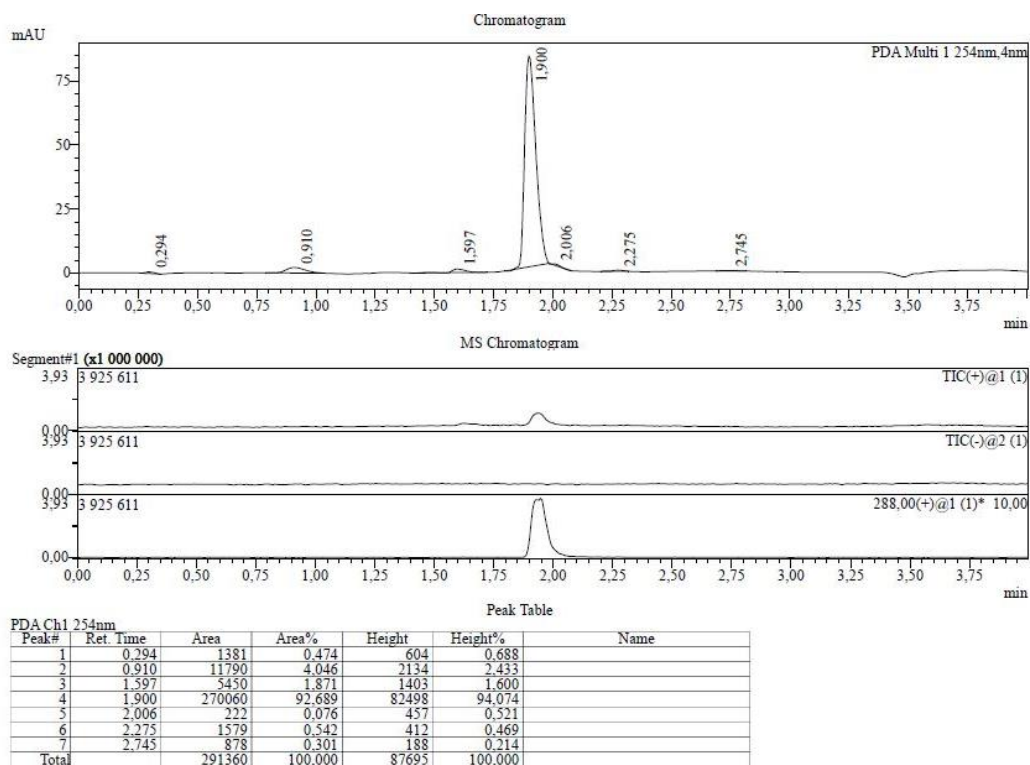 Chromatogram
mAU
PDA Multi 1 254nm,4nm
1,900
75
50
25
0
0,294
0,910
1,597
2,006
2,275
2,745
0,00 0,25 0,50 0,75 1,00 1,25 1,50 1,75 2,00 2,25 2,50 2,75 3,00 3,25 3,50 3,75
min
MS Chromatogram
Segment#1 (x1 000 000)
3,93 3 925 611 TIC(+)@1 (1)
0,00
3,93 3 925 611 TIC(-)@2 (1)
0,00
3,93 3 925 611 288,00(+)@1 (1)* 10,00
0,00
0,00 0,25 0,50 0,75 1,00 1,25 1,50 1,75 2,00 2,25 2,50 2,75 3,00 3,25 3,50 3,75
min
Peak Table
PDA Ch1 254nm
Peak# Ret. Time Area Area% Height Height% Name
1 0,294 1381 0,474 604 0,688
2 0,910 11790 4,046 2134 2,433
3 1,597 5450 1,871 1403 1,600
4 1,900 270060 92,689 82498 94,074
5 2,006 222 0,076 457 0,521
6 2,275 1579 0,542 412 0,469
7 2,745 878 0,301 188 0,214
Total 291360 100,000 87695 100,000